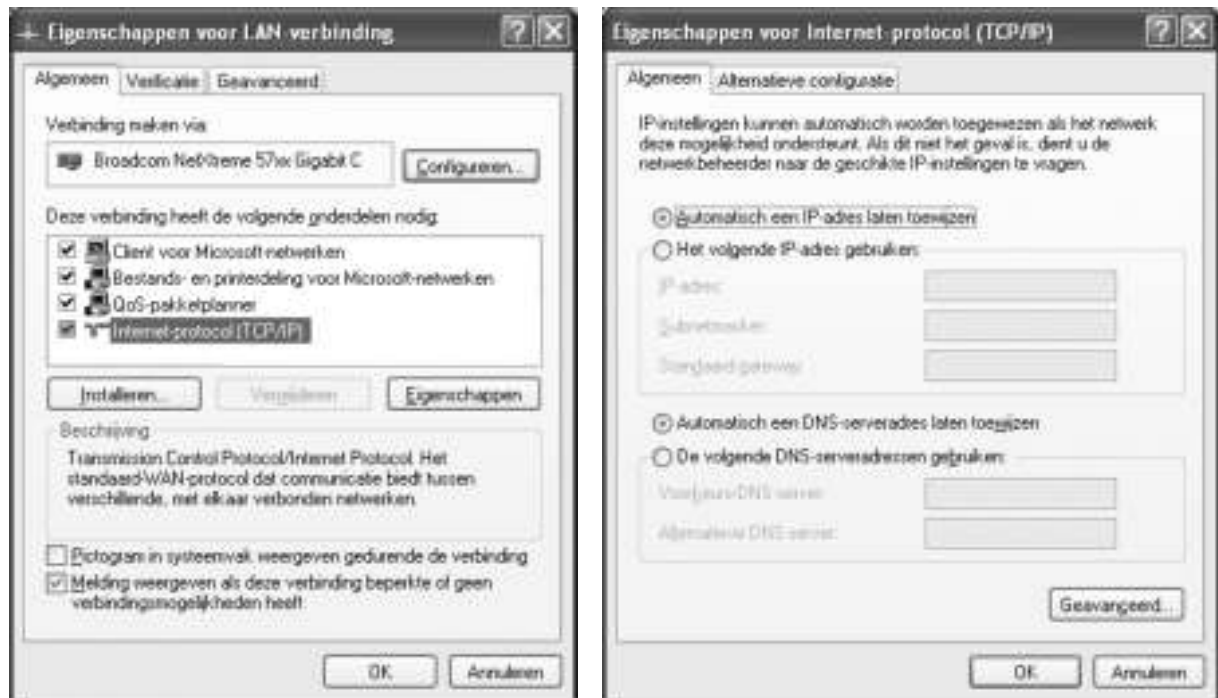 Eigenschappen voor LAN-verbinding
Algemeen
Verificatie
Geavanceerd
Verbinding maken via:
Broadcom NetXtreme 57xx Gigabit C
Configureren...
Deze verbinding heeft de volgende onderdelen nodig:
Client voor Microsoft-netwerken
Bestands- en printerdeling voor Microsoft-netwerken
QoS-pakketplanner
Internet-protocol (TCP/IP)
Installeren...
Verwijderen
Eigenschappen
Beschrijving
Transmission Control Protocol/Internet Protocol. Het
standaard-WAN-protocol dat communicatie biedt tussen
verschillende, met elkaar verbonden netwerken.
Pictogram in systeemvak weergeven gedurende de verbinding
Melding weergeven als deze verbinding beperkte of geen
verbindingsmogelijkheden heeft
OK
Annuleren
Eigenschappen voor Internet-protocol (TCP/IP)
Algemeen
Alternatieve configuratie
IP-instellingen kunnen automatisch worden toegewezen als het netwerk
deze mogelijkheid ondersteunt. Als dit niet het geval is, dient u de
netwerkbeheerder naar de geschikte IP-instellingen te vragen.
Automatisch een IP-adres laten toewijzen
Het volgende IP-adres gebruiken:
IP-adres:
Subnetmasker:
Standaard-gateway:
Automatisch een DNS-serveradres laten toewijzen
De volgende DNS-serveradressen gebruiken:
Voorkeurs-DNS-server:
Alternatieve DNS-server:
Geavanceerd...
OK
Annuleren